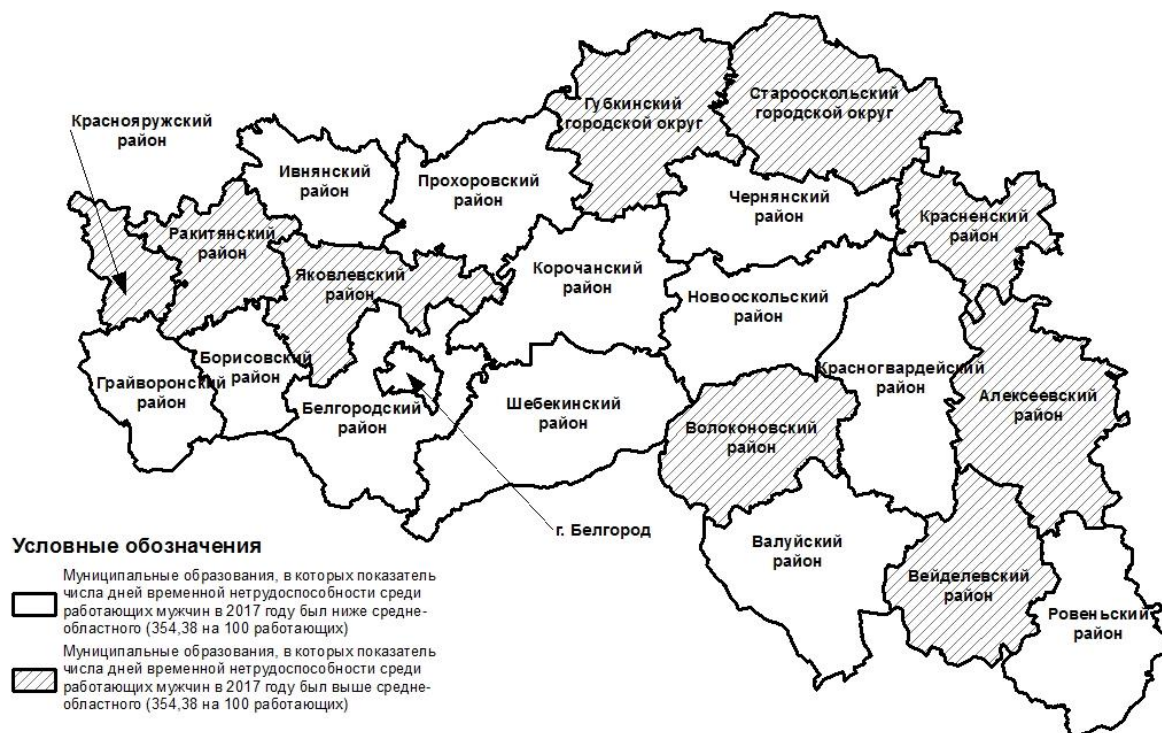 Краснояружский
район
Ивнянский
район
Прохоровский
район
Губкинский
городской округ
Старооскольский
городской округ
Чернянский
район
Красненский
район
Ракитянский
район
Яковлевский
район
Корочанский
район
Новооскольский
район
Грайворонский
район
Борисовский
район
Белгородский
район
Шебекинский
район
Волоконовский
район
Красногвардейский
район
Алексеевский
район
г. Белгород
Валуйский
район
Вейделевский
район
Ровеньский
район
Условные обозначения
Муниципальные образования, в которых показатель
числа дней временной нетрудоспособности среди
работающих мужчин в 2017 году был ниже средне-
областного (354,38 на 100 работающих)
Муниципальные образования, в которых показатель
числа дней временной нетрудоспособности среди
работающих мужчин в 2017 году был выше средне-
областного (354,38 на 100 работающих)